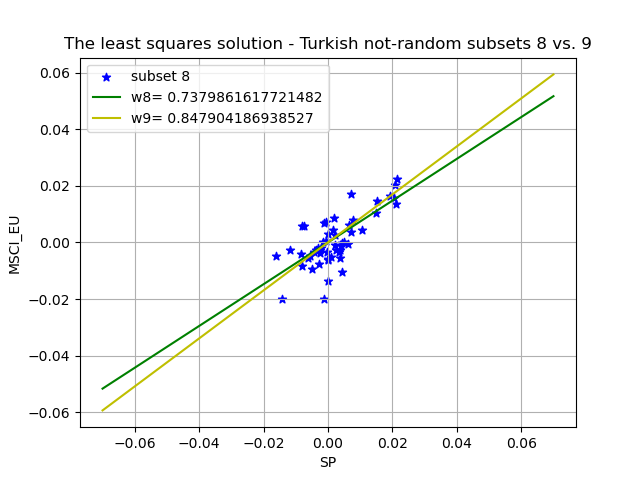 The least squares solution - Turkish not-random subsets 8 vs. 9
subset 8
w8= 0.7379861617721482
w9= 0.847904186938527
0.06
0.04
0.02
0.00
−0.02
−0.04
−0.06
MSCI_EU
−0.06
−0.04
−0.02
0.00
0.02
0.04
0.06
SP